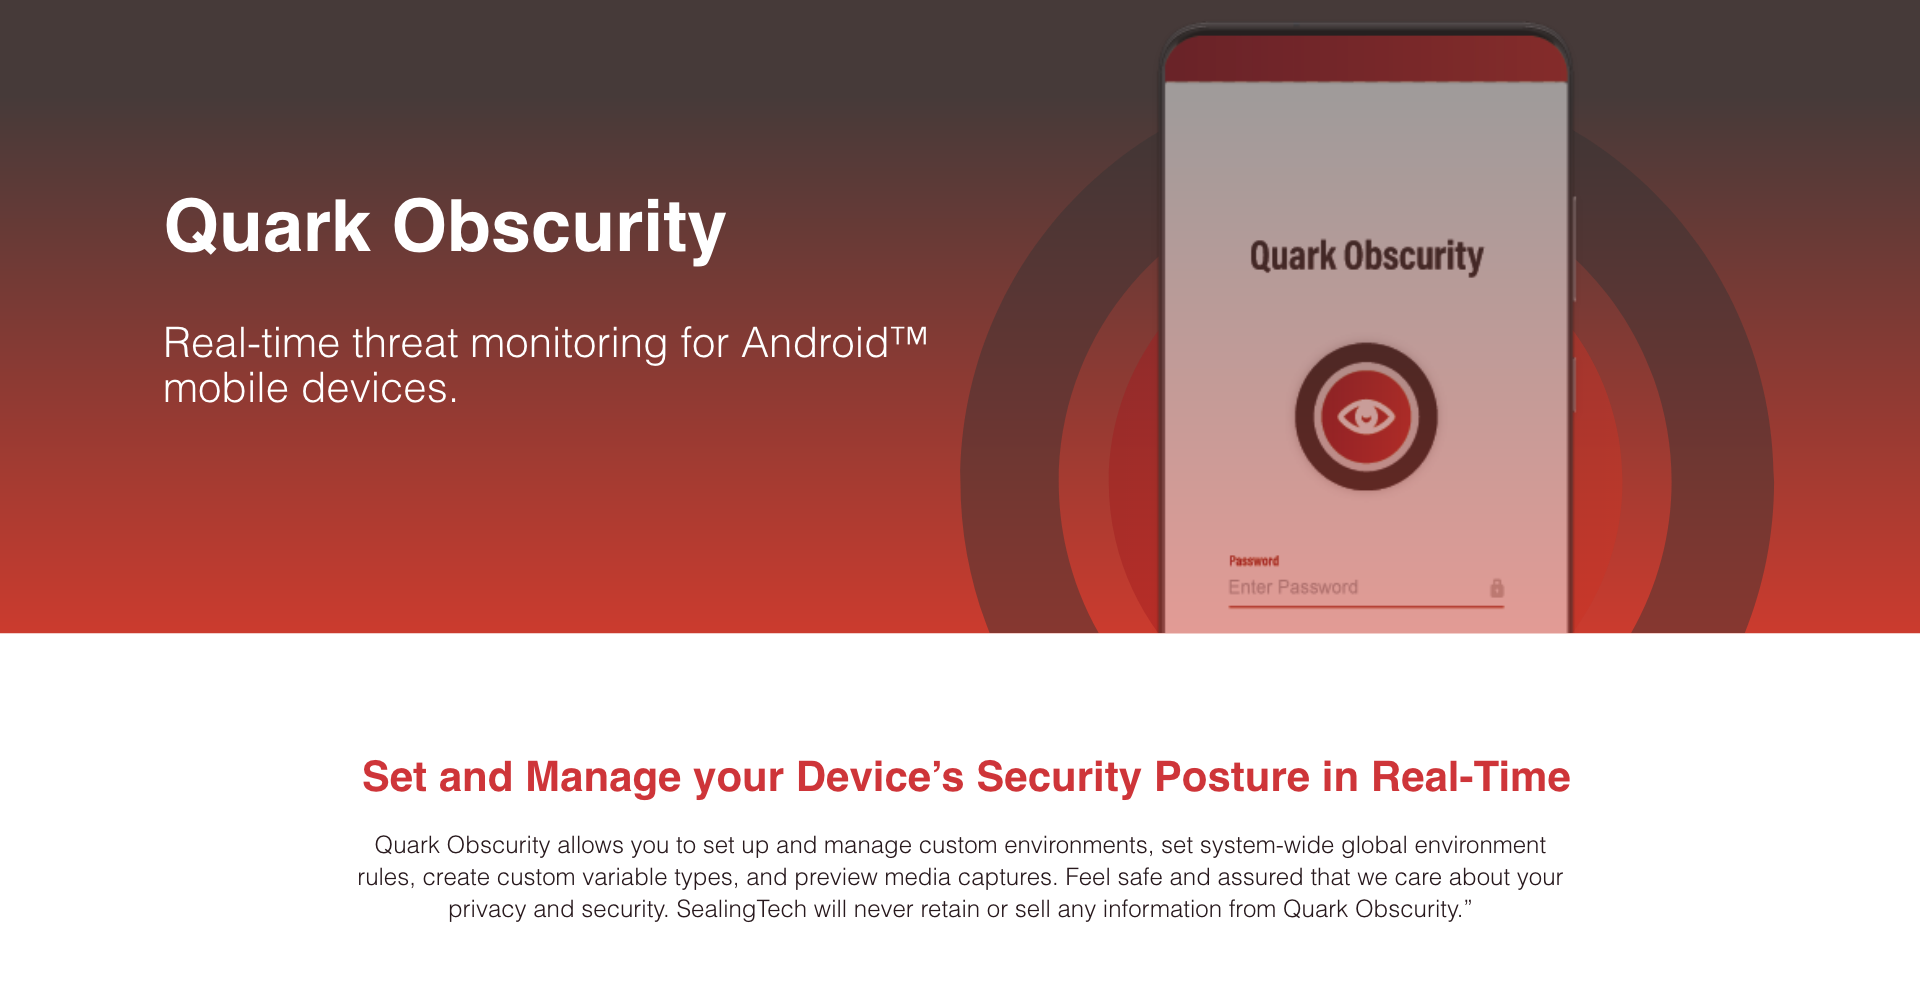 Quark Obscurity
Real-time threat monitoring for Android™
mobile devices.
Quark Obscurity
Password
Enter Password
Set and Manage your Device’s Security Posture in Real-Time
Quark Obscurity allows you to set up and manage custom environments, set system-wide global environment
rules, create custom variable types, and preview media captures. Feel safe and assured that we care about your
privacy and security. SealingTech will never retain or sell any information from Quark Obscurity.”